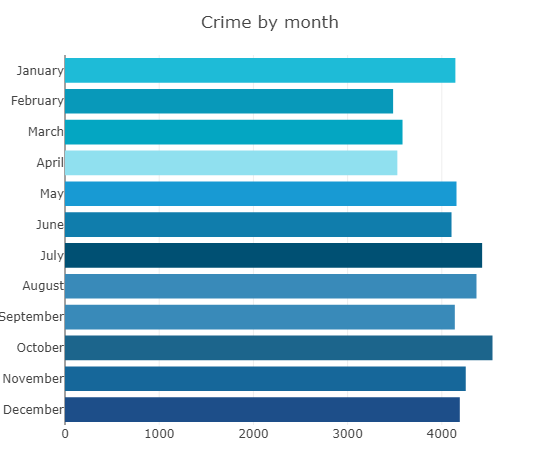 Crime by month
January
February
March
April
May
June
July
August
September
October
November
December
0 1000 2000 3000 4000